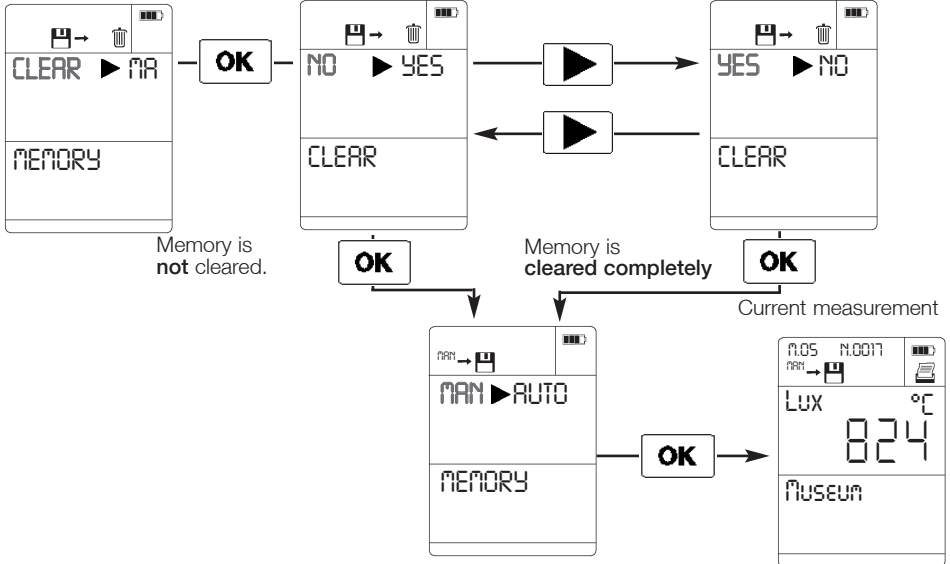 CLEAR ▶ MA
MEMORY
OK
NO ▶ YES
CLEAR
YES ▶ NO
CLEAR
Memory is
not cleared.
OK
Memory is
cleared completely
OK
MAN → 
MAN ▶ AUTO
MEMORY
OK
Current measurement
M.05 N.0017
MAN →
Lux °C
824
Museum